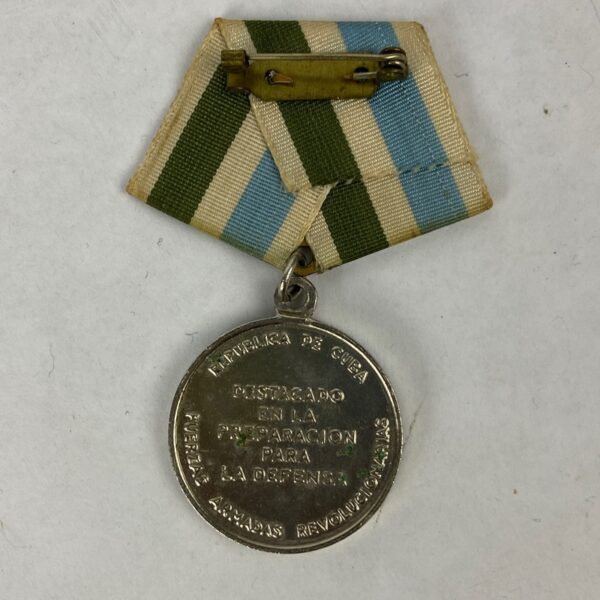 REPUBLICA DE CUBA
DESTACADO
EN LA
PREPARACION
PARA
LA DEFENSA
FUERZAS ARMADAS REVOLUCIONARIAS